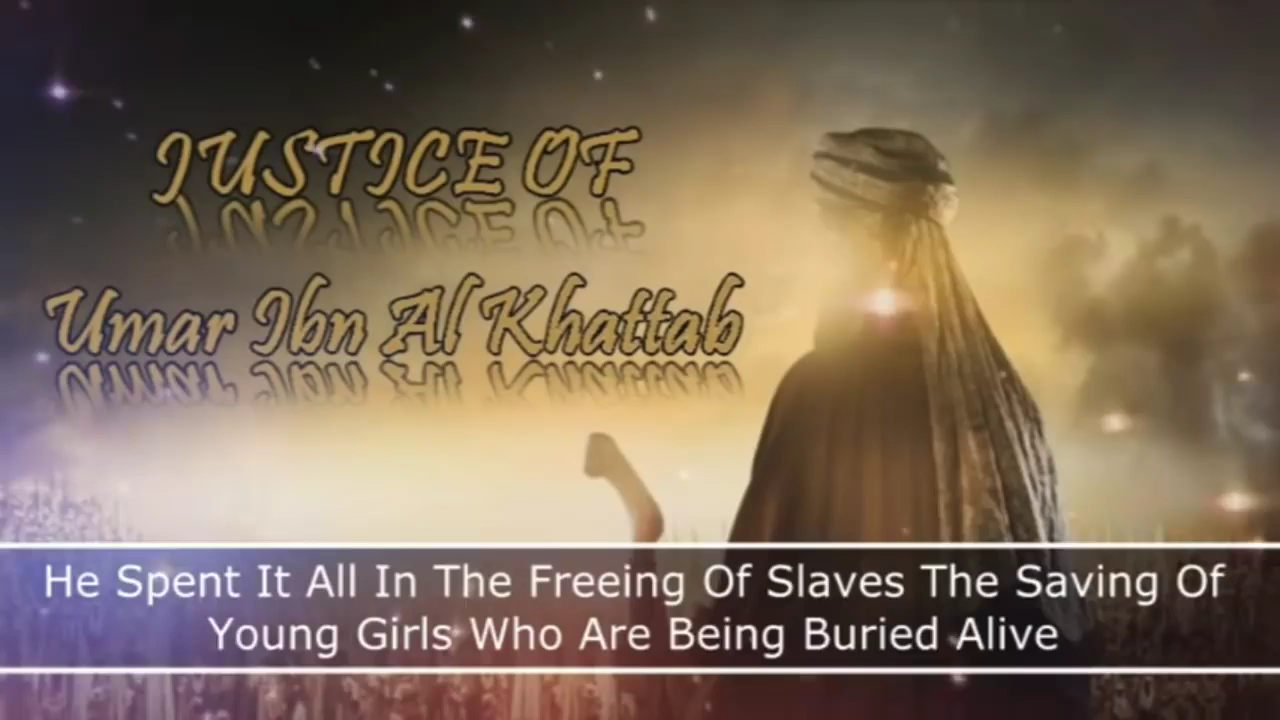 JUSTICE OF
Umar Ibn Al Khattab
He Spent It All In The Freeing Of Slaves The Saving Of
Young Girls Who Are Being Buried Alive